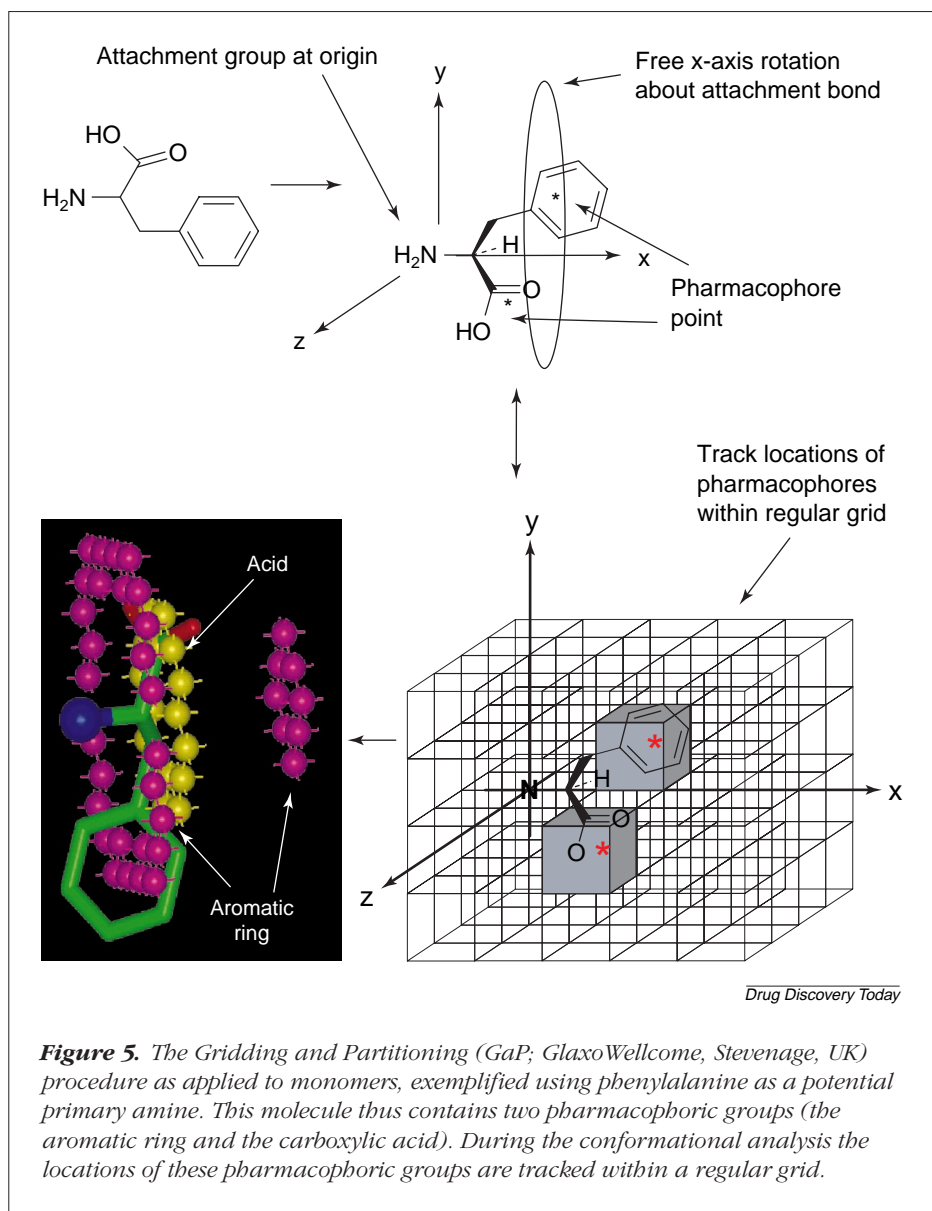 Attachment group at origin
Free x-axis rotation
about attachment bond
y
HO
O
H₂N
H₂N
H
*
x
O
*
HO
z
Pharmacophore
point
Track locations of
pharmacophores
within regular grid
y
Acid
*
N
H
x
O
O
*
z
Aromatic
ring
Drug Discovery Today
Figure 5. The Gridding and Partitioning (GaP; GlaxoWellcome, Stevenage, UK)
procedure as applied to monomers, exemplified using phenylalanine as a potential
primary amine. This molecule thus contains two pharmacophoric groups (the
aromatic ring and the carboxylic acid). During the conformational analysis the
locations of these pharmacophoric groups are tracked within a regular grid.